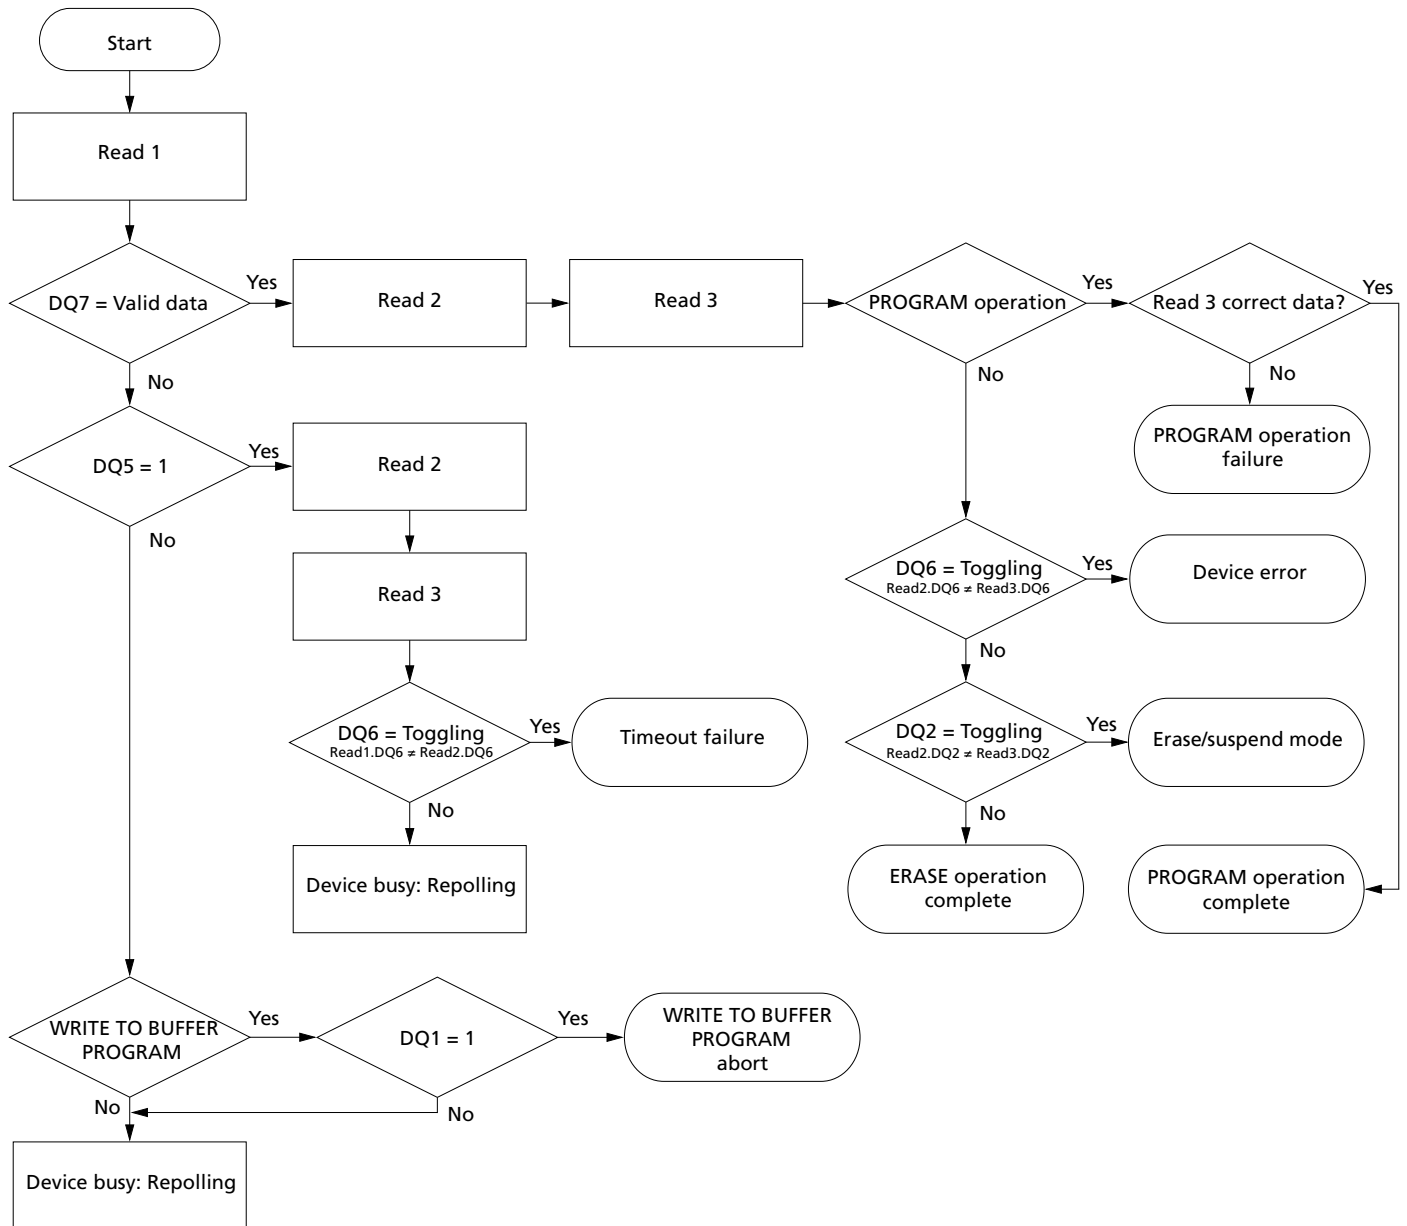 Start
Read 1
DQ7 = Valid data
Yes
No
Read 2
Read 3
PROGRAM operation
Yes
No
Read 3 correct data?
Yes
No
PROGRAM operation
failure
DQ5 = 1
Yes
No
Read 2
Read 3
DQ6 = Toggling
Read1.DQ6 ≠ Read2.DQ6
Yes
No
Timeout failure
Device busy: Repolling
DQ6 = Toggling
Read2.DQ6 ≠ Read3.DQ6
Yes
No
Device error
DQ2 = Toggling
Read2.DQ2 ≠ Read3.DQ2
Yes
No
Erase/suspend mode
ERASE operation
complete
PROGRAM operation
complete
WRITE TO BUFFER
PROGRAM
Yes
No
DQ1 = 1
Yes
No
WRITE TO BUFFER
PROGRAM
abort
Device busy: Repolling